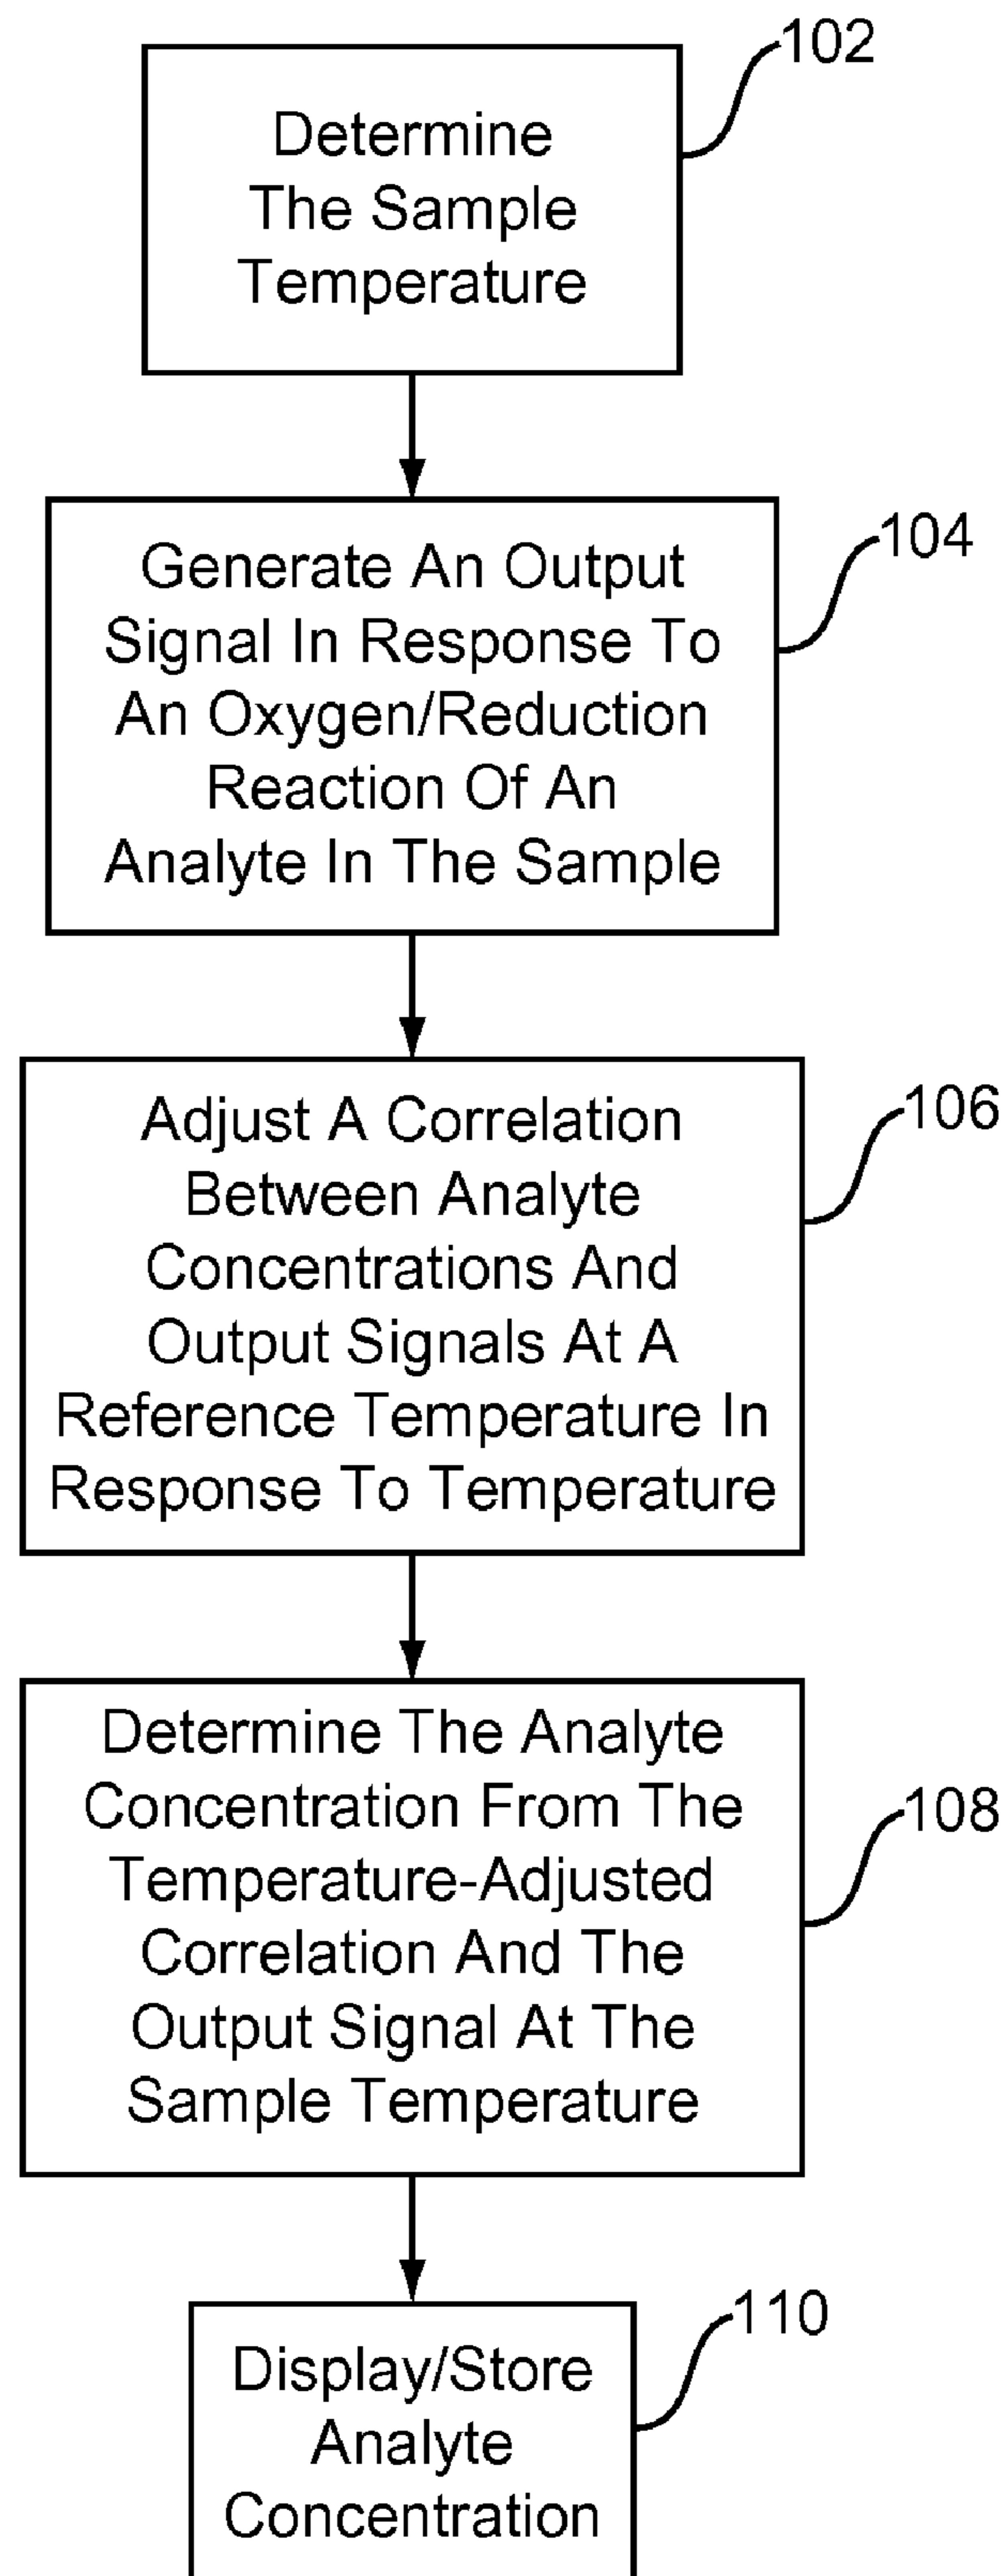 102
Determine
The Sample
Temperature
104
Generate An Output
Signal In Response To
An Oxygen/Reduction
Reaction Of An
Analyte In The Sample
106
Adjust A Correlation
Between Analyte
Concentrations And
Output Signals At A
Reference Temperature In
Response To Temperature
108
Determine The Analyte
Concentration From The
Temperature-Adjusted
Correlation And The
Output Signal At The
Sample Temperature
110
Display/Store
Analyte
Concentration